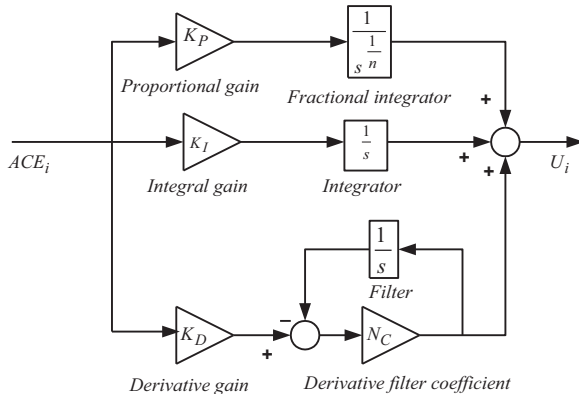 K_P
1
s^{1/n}
Proportional gain
Fractional integrator
+
ACE_i
K_I
1
s
+
+
U_i
Integral gain
Integrator
1
s
Filter
−
K_D
+
N_C
Derivative gain
Derivative filter coefficient